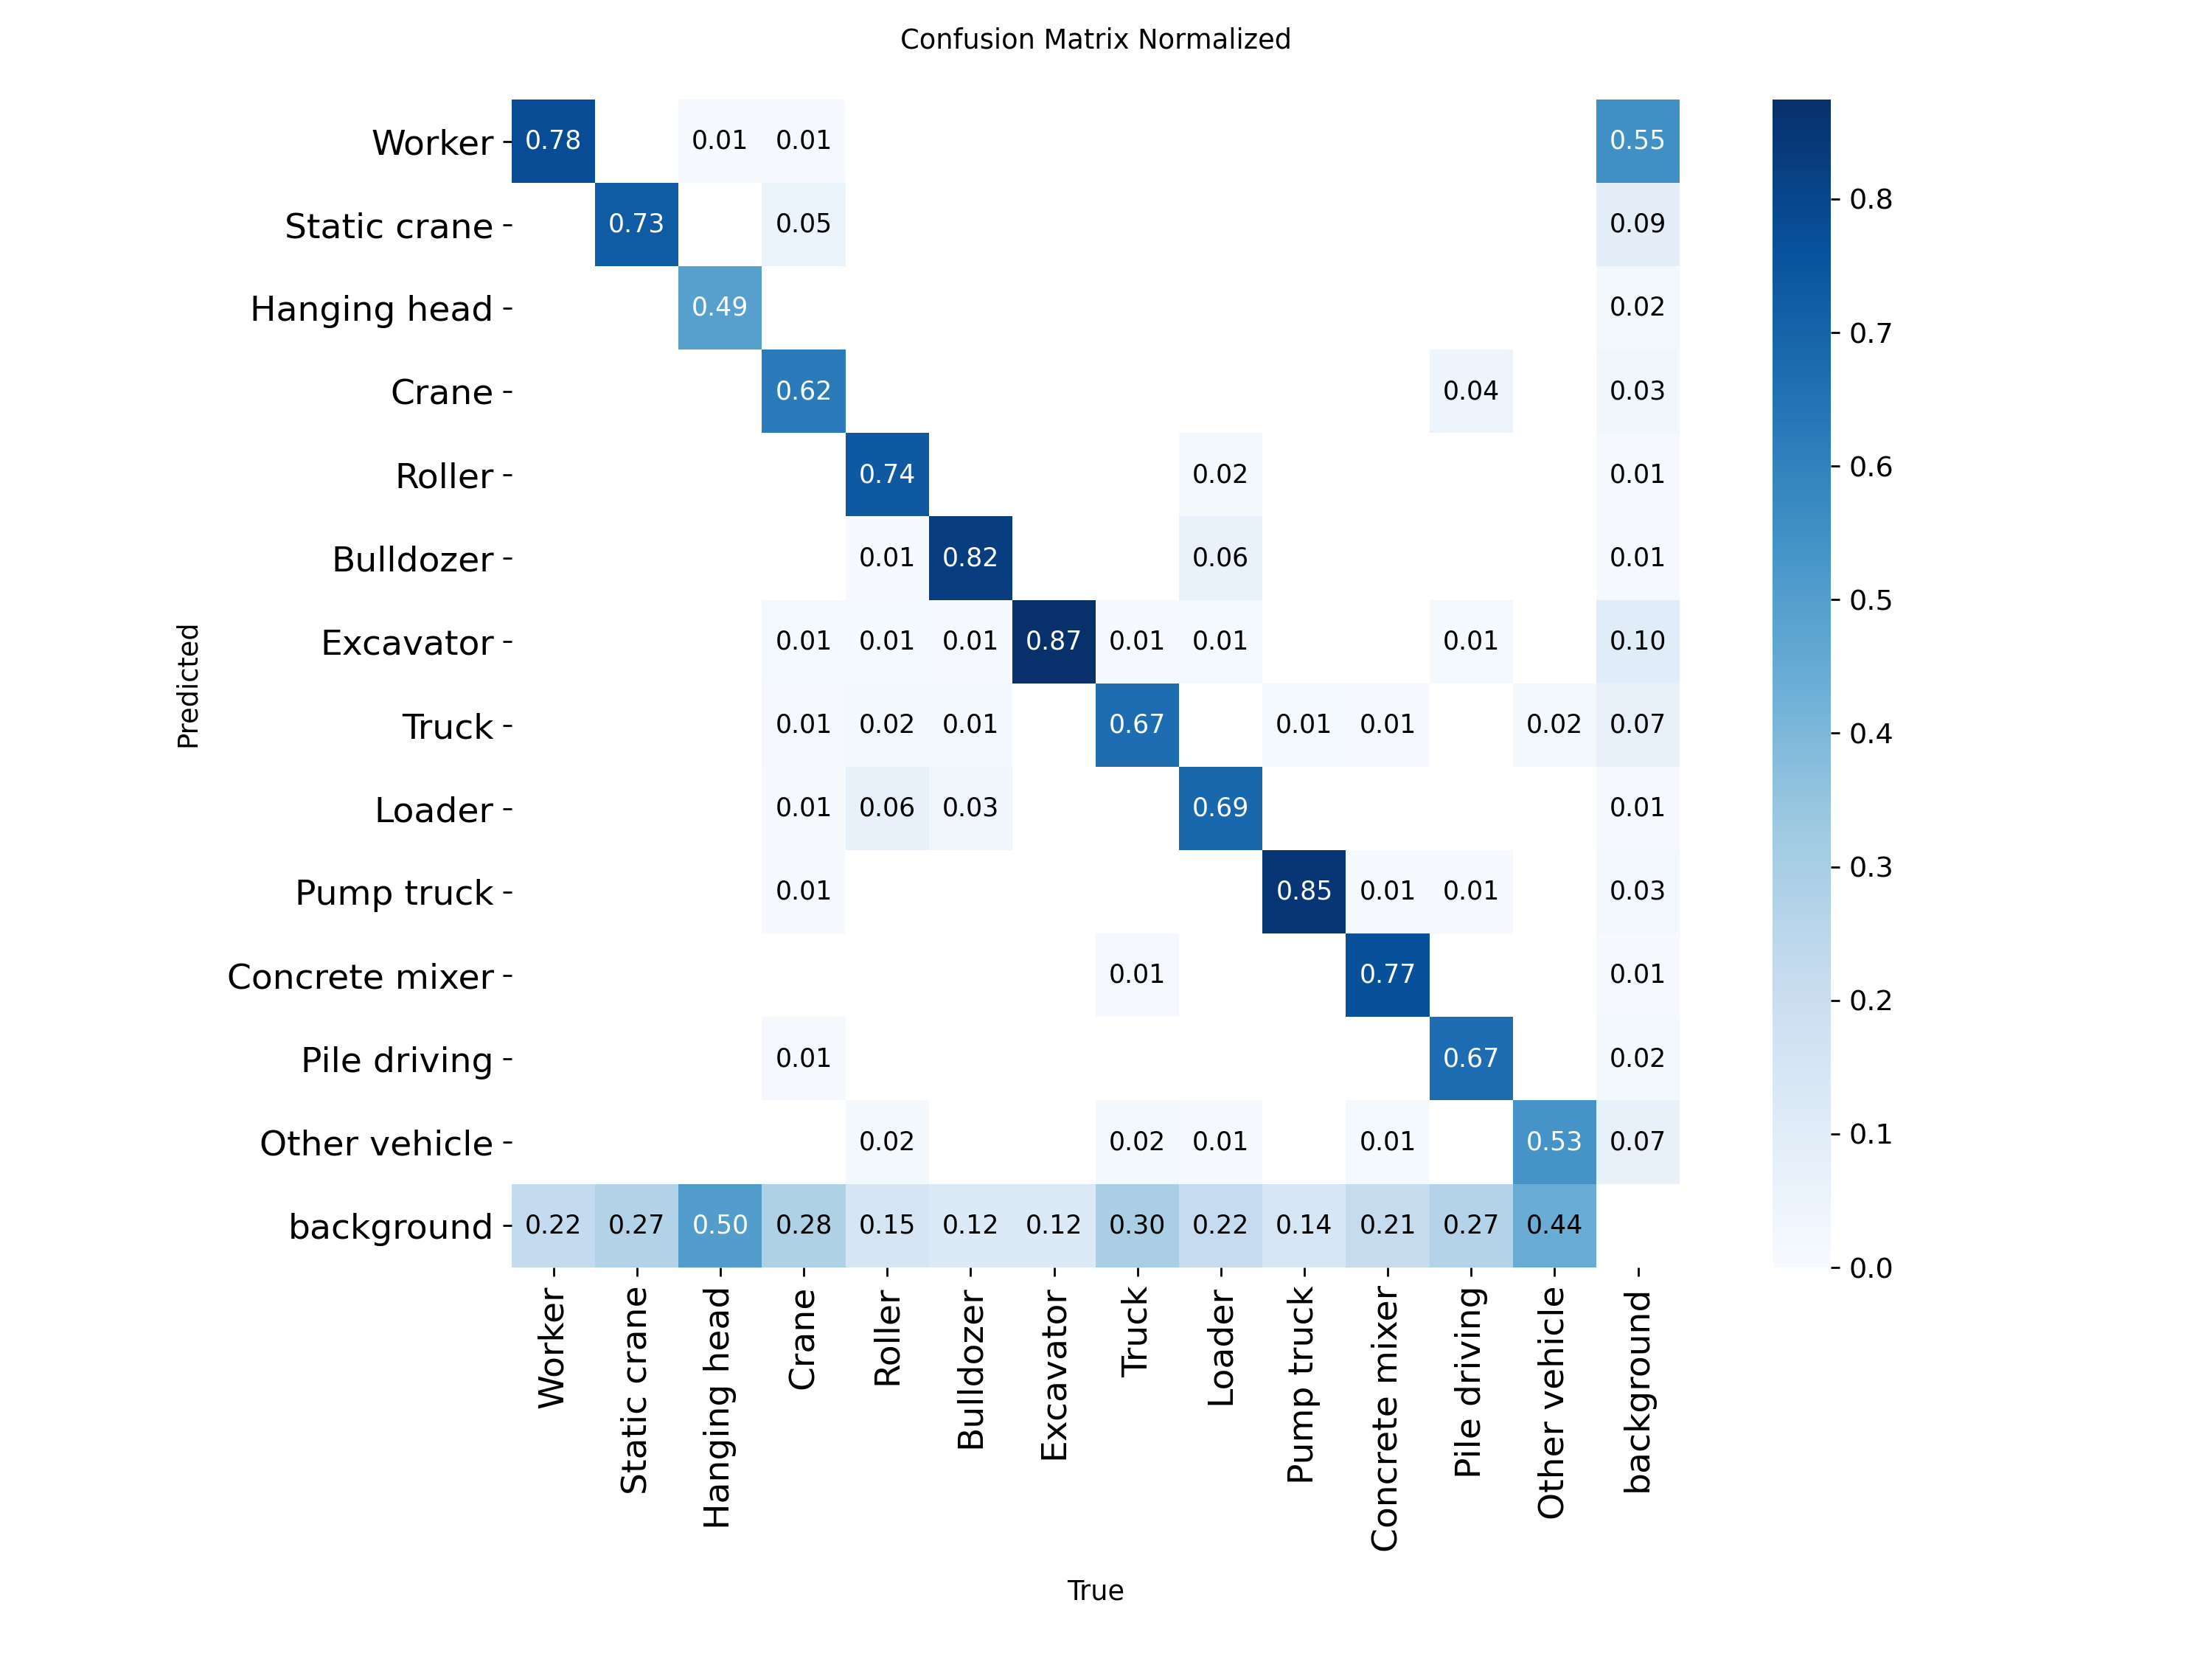 Confusion Matrix Normalized
Worker 0.78 0.01 0.01 0.55
Static crane 0.73 0.05 0.09
Hanging head 0.49 0.02
Crane 0.62 0.04 0.03
Roller 0.74 0.02 0.01
Bulldozer 0.01 0.82 0.06 0.01
Excavator 0.01 0.01 0.01 0.87 0.01 0.01 0.01 0.10
Truck 0.01 0.02 0.01 0.67 0.01 0.01 0.02 0.07
Loader 0.01 0.06 0.03 0.69 0.01
Pump truck 0.01 0.85 0.01 0.01 0.03
Concrete mixer 0.01 0.77 0.01
Pile driving 0.01 0.67 0.02
Other vehicle 0.02 0.02 0.01 0.01 0.53 0.07
background 0.22 0.27 0.50 0.28 0.15 0.12 0.12 0.30 0.22 0.14 0.21 0.27 0.44
Predicted
Worker
Static crane
Hanging head
Crane
Roller
Bulldozer
Excavator
Truck
Loader
Pump truck
Concrete mixer
Pile driving
Other vehicle
background
True
0.8
0.7
0.6
0.5
0.4
0.3
0.2
0.1
0.0